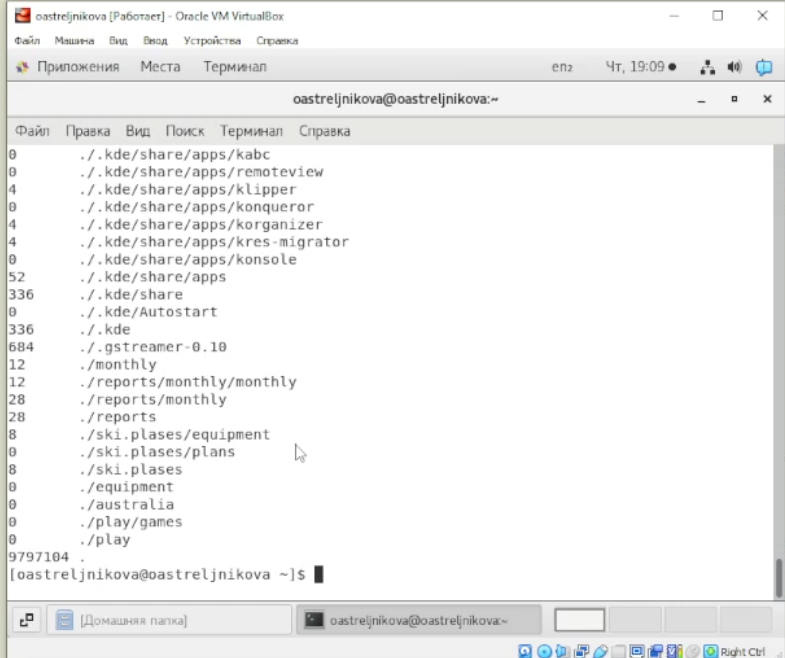 oastreljnikova [Работает] - Oracle VM VirtualBox
Файл Машина Вид Ввод Устройства Справка
Приложения Места Терминал en₂ Чт, 19:09
oastreljnikova@oastreljnikova:~
Файл Правка Вид Поиск Терминал Справка
0 ./.kde/share/apps/kabc
0 ./.kde/share/apps/remoteview
4 ./.kde/share/apps/klipper
0 ./.kde/share/apps/konqueror
4 ./.kde/share/apps/korganizer
4 ./.kde/share/apps/kres-migrator
0 ./.kde/share/apps/konsole
52 ./.kde/share/apps
336 ./.kde/share
0 ./.kde/Autostart
336 ./.kde
684 ./.gstreamer-0.10
12 ./monthly
12 ./reports/monthly/monthly
28 ./reports/monthly
28 ./reports
8 ./ski.plases/equipment
0 ./ski.plases/plans
8 ./ski.plases
0 ./equipment
0 ./australia
0 ./play/games
0 ./play
9797104 .
[oastreljnikova@oastreljnikova ~]$
[Домашняя папка] oastreljnikova@oastreljnikova:~
Right Ctrl